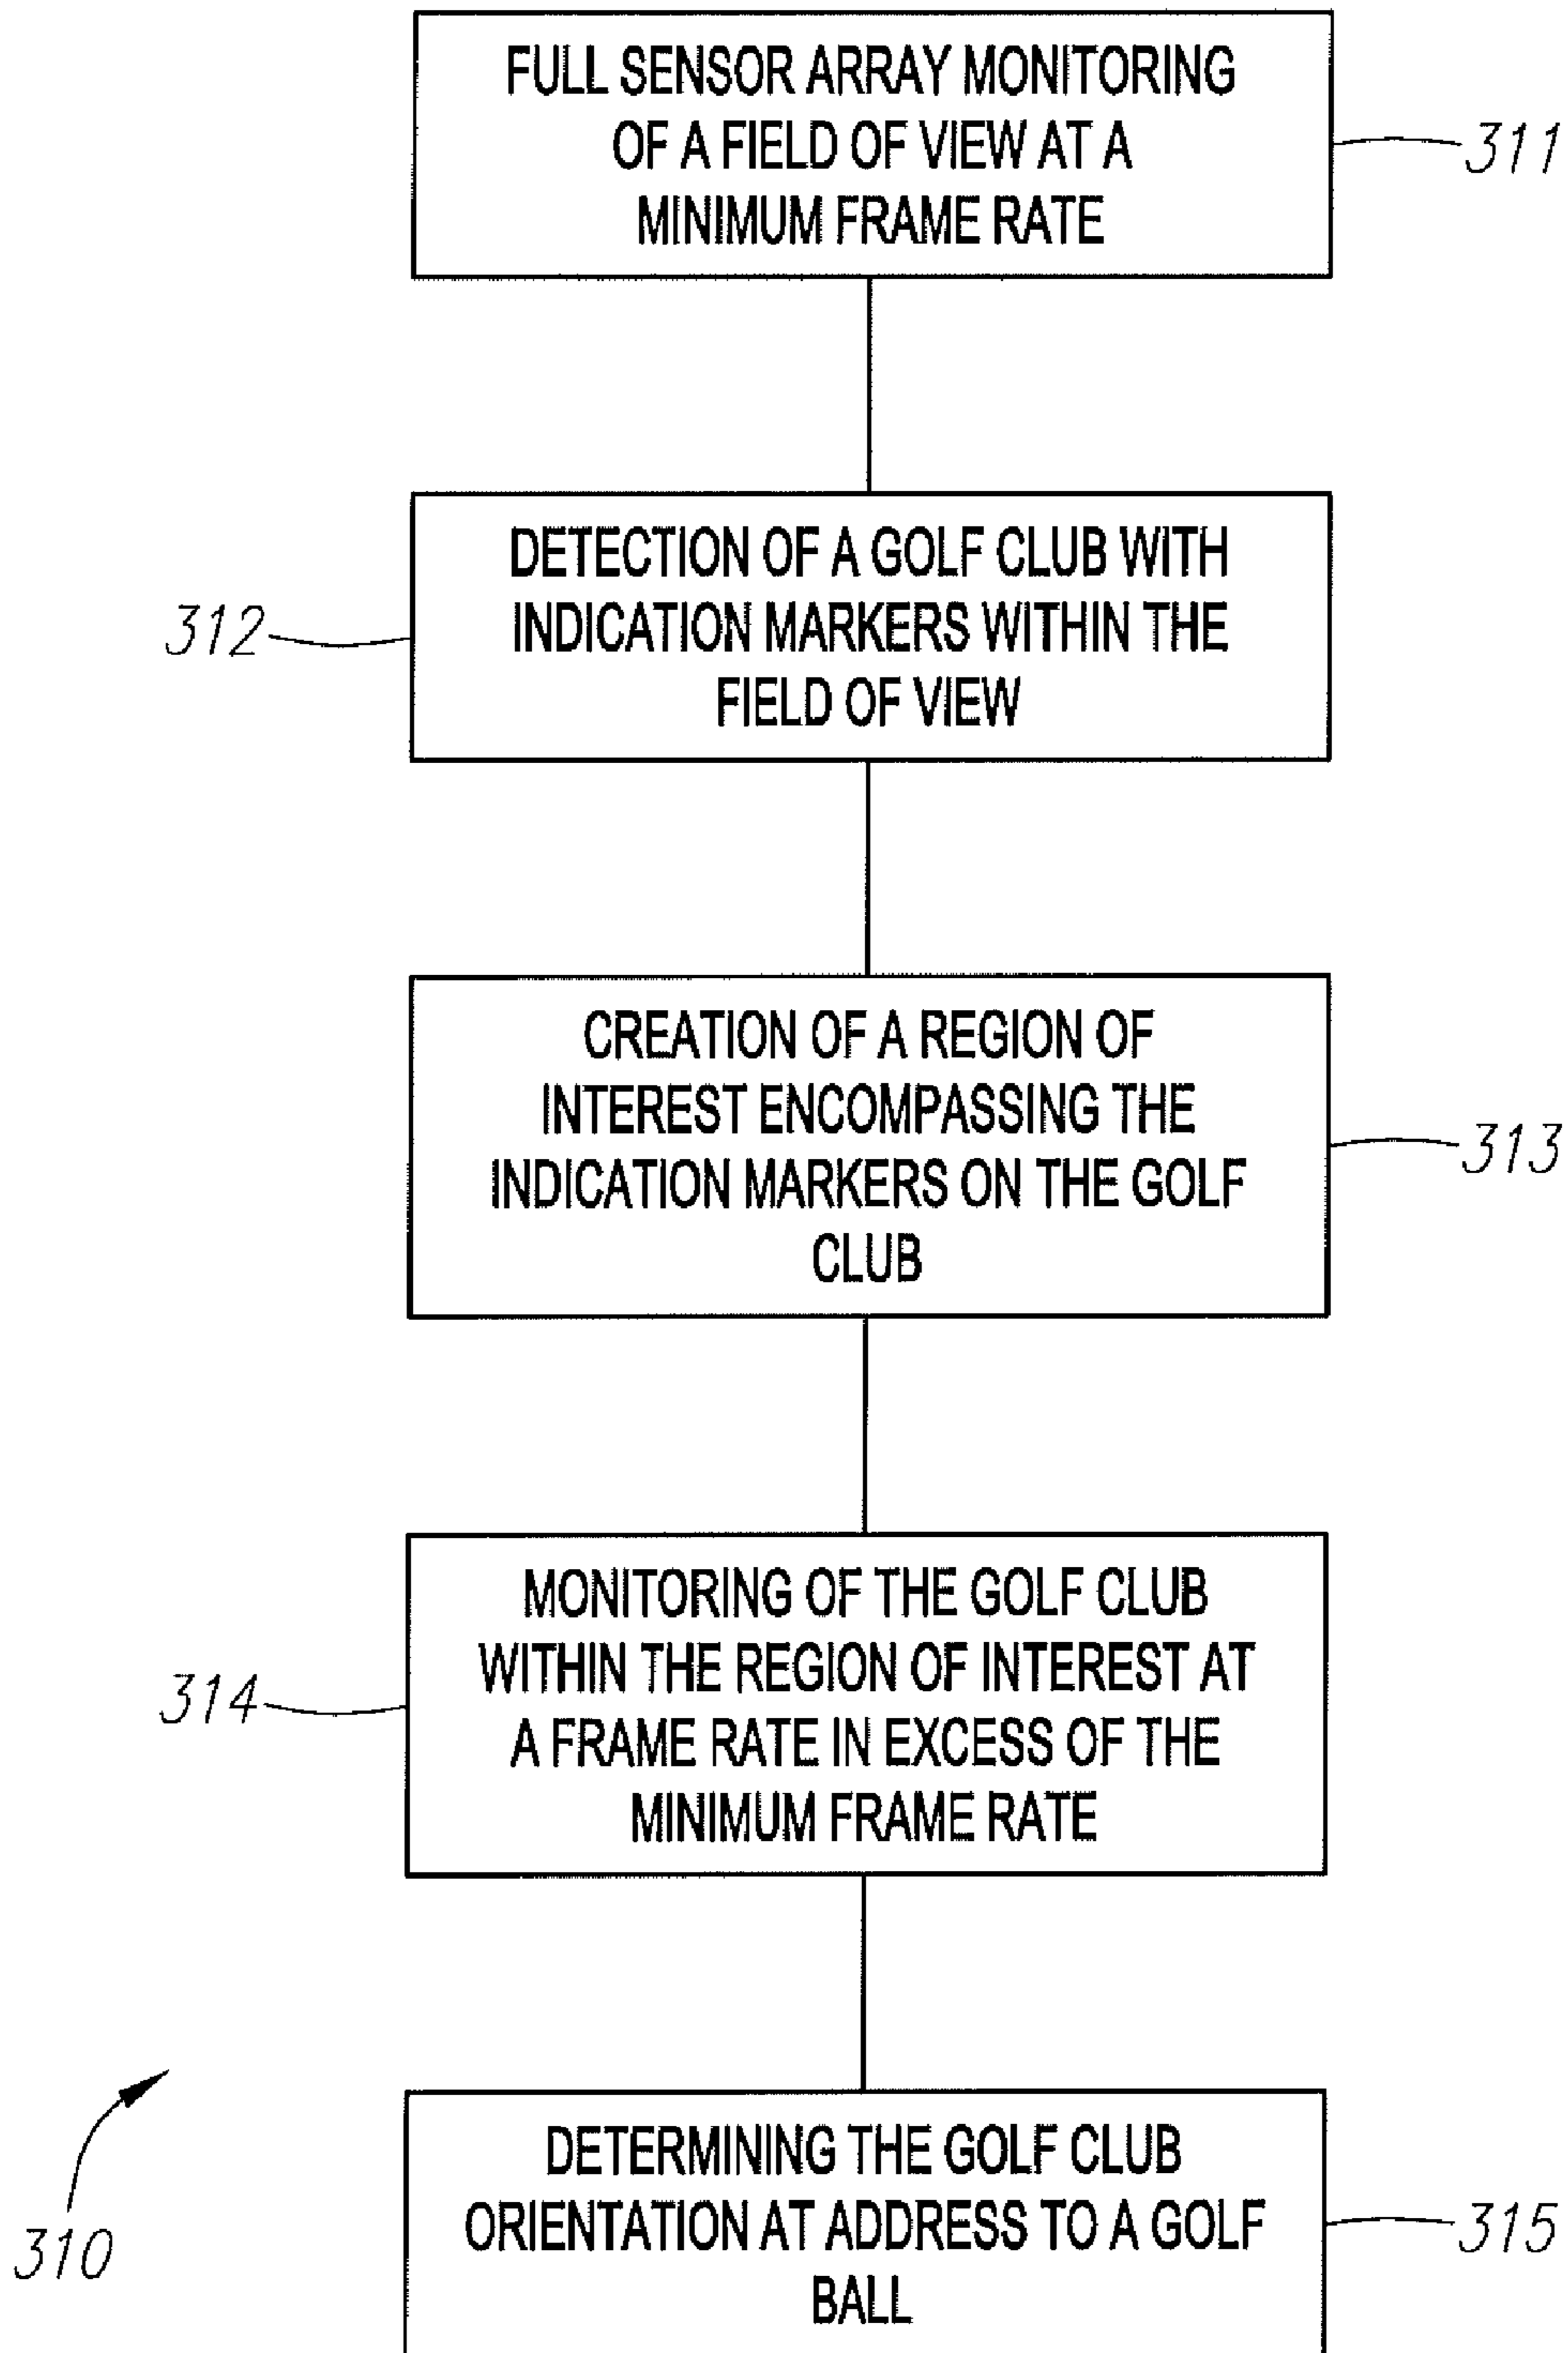 FULL SENSOR ARRAY MONITORING
OF A FIELD OF VIEW AT A
MINIMUM FRAME RATE
311
DETECTION OF A GOLF CLUB WITH
INDICATION MARKERS WITHIN THE
FIELD OF VIEW
312
CREATION OF A REGION OF
INTEREST ENCOMPASSING THE
INDICATION MARKERS ON THE GOLF
CLUB
313
MONITORING OF THE GOLF CLUB
WITHIN THE REGION OF INTEREST AT
A FRAME RATE IN EXCESS OF THE
MINIMUM FRAME RATE
314
DETERMINING THE GOLF CLUB
ORIENTATION AT ADDRESS TO A GOLF
BALL
315
310